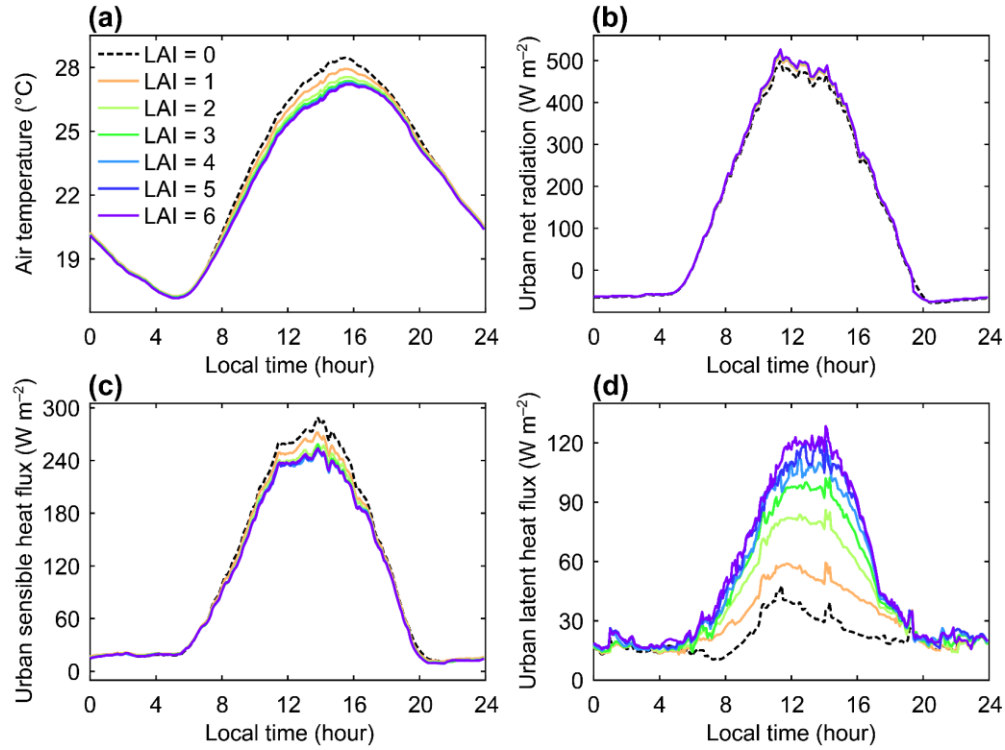 (a)
Air temperature (°C)
28
25
22
19
LAI = 0
LAI = 1
LAI = 2
LAI = 3
LAI = 4
LAI = 5
LAI = 6
0 4 8 12 16 20 24
Local time (hour)
(b)
Urban net radiation (W m⁻²)
500
400
300
200
100
0
0 4 8 12 16 20 24
Local time (hour)
(c)
Urban sensible heat flux (W m⁻²)
300
240
180
120
60
0
0 4 8 12 16 20 24
Local time (hour)
(d)
Urban latent heat flux (W m⁻²)
120
90
60
30
0
0 4 8 12 16 20 24
Local time (hour)